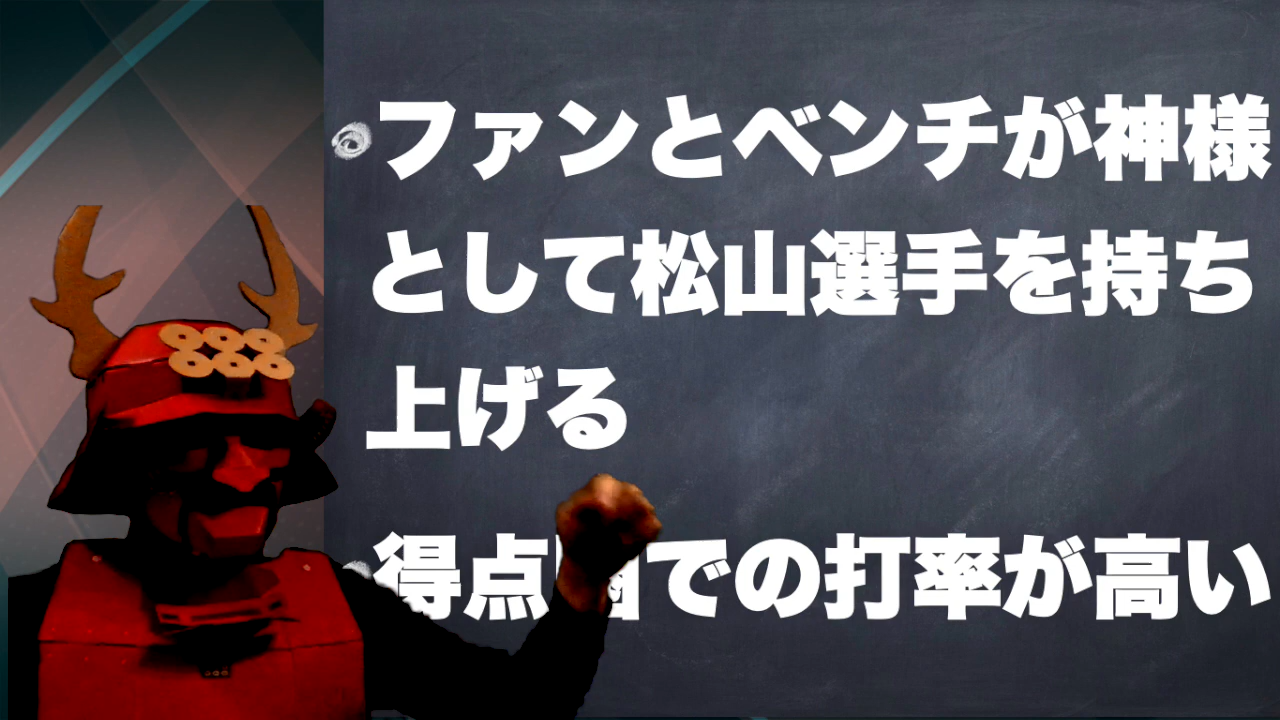 ファンとベンチが神様
として松山選手を持ち
上げる
得点圏での打率が高い